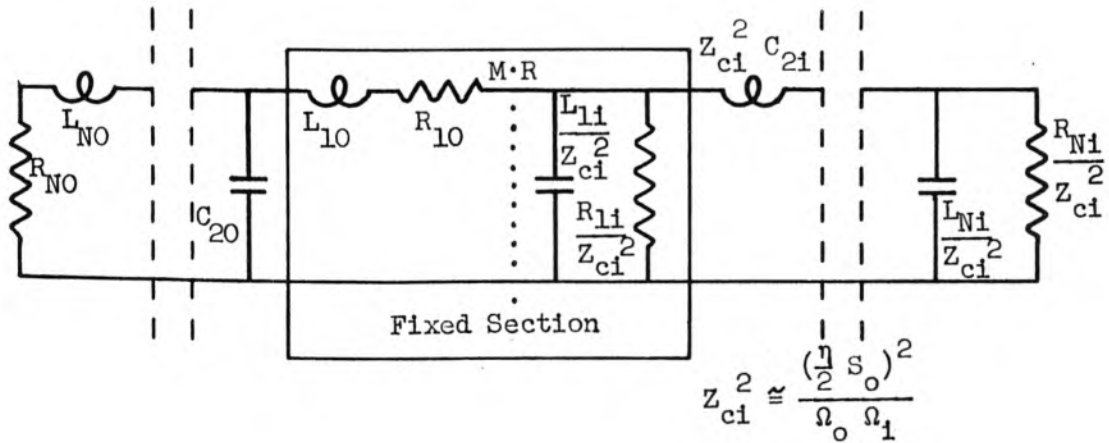 L_NO
R_NO
C_20
L_10
R_10
M·R
L_1i / Z_ci^2
R_1i / Z_ci^2
Fixed Section
Z_ci^2 C_2i
L_Ni / Z_ci^2
R_Ni / Z_ci^2
Z_ci^2 ≅ (η/2 S_o)^2 / Ω_o Ω_i